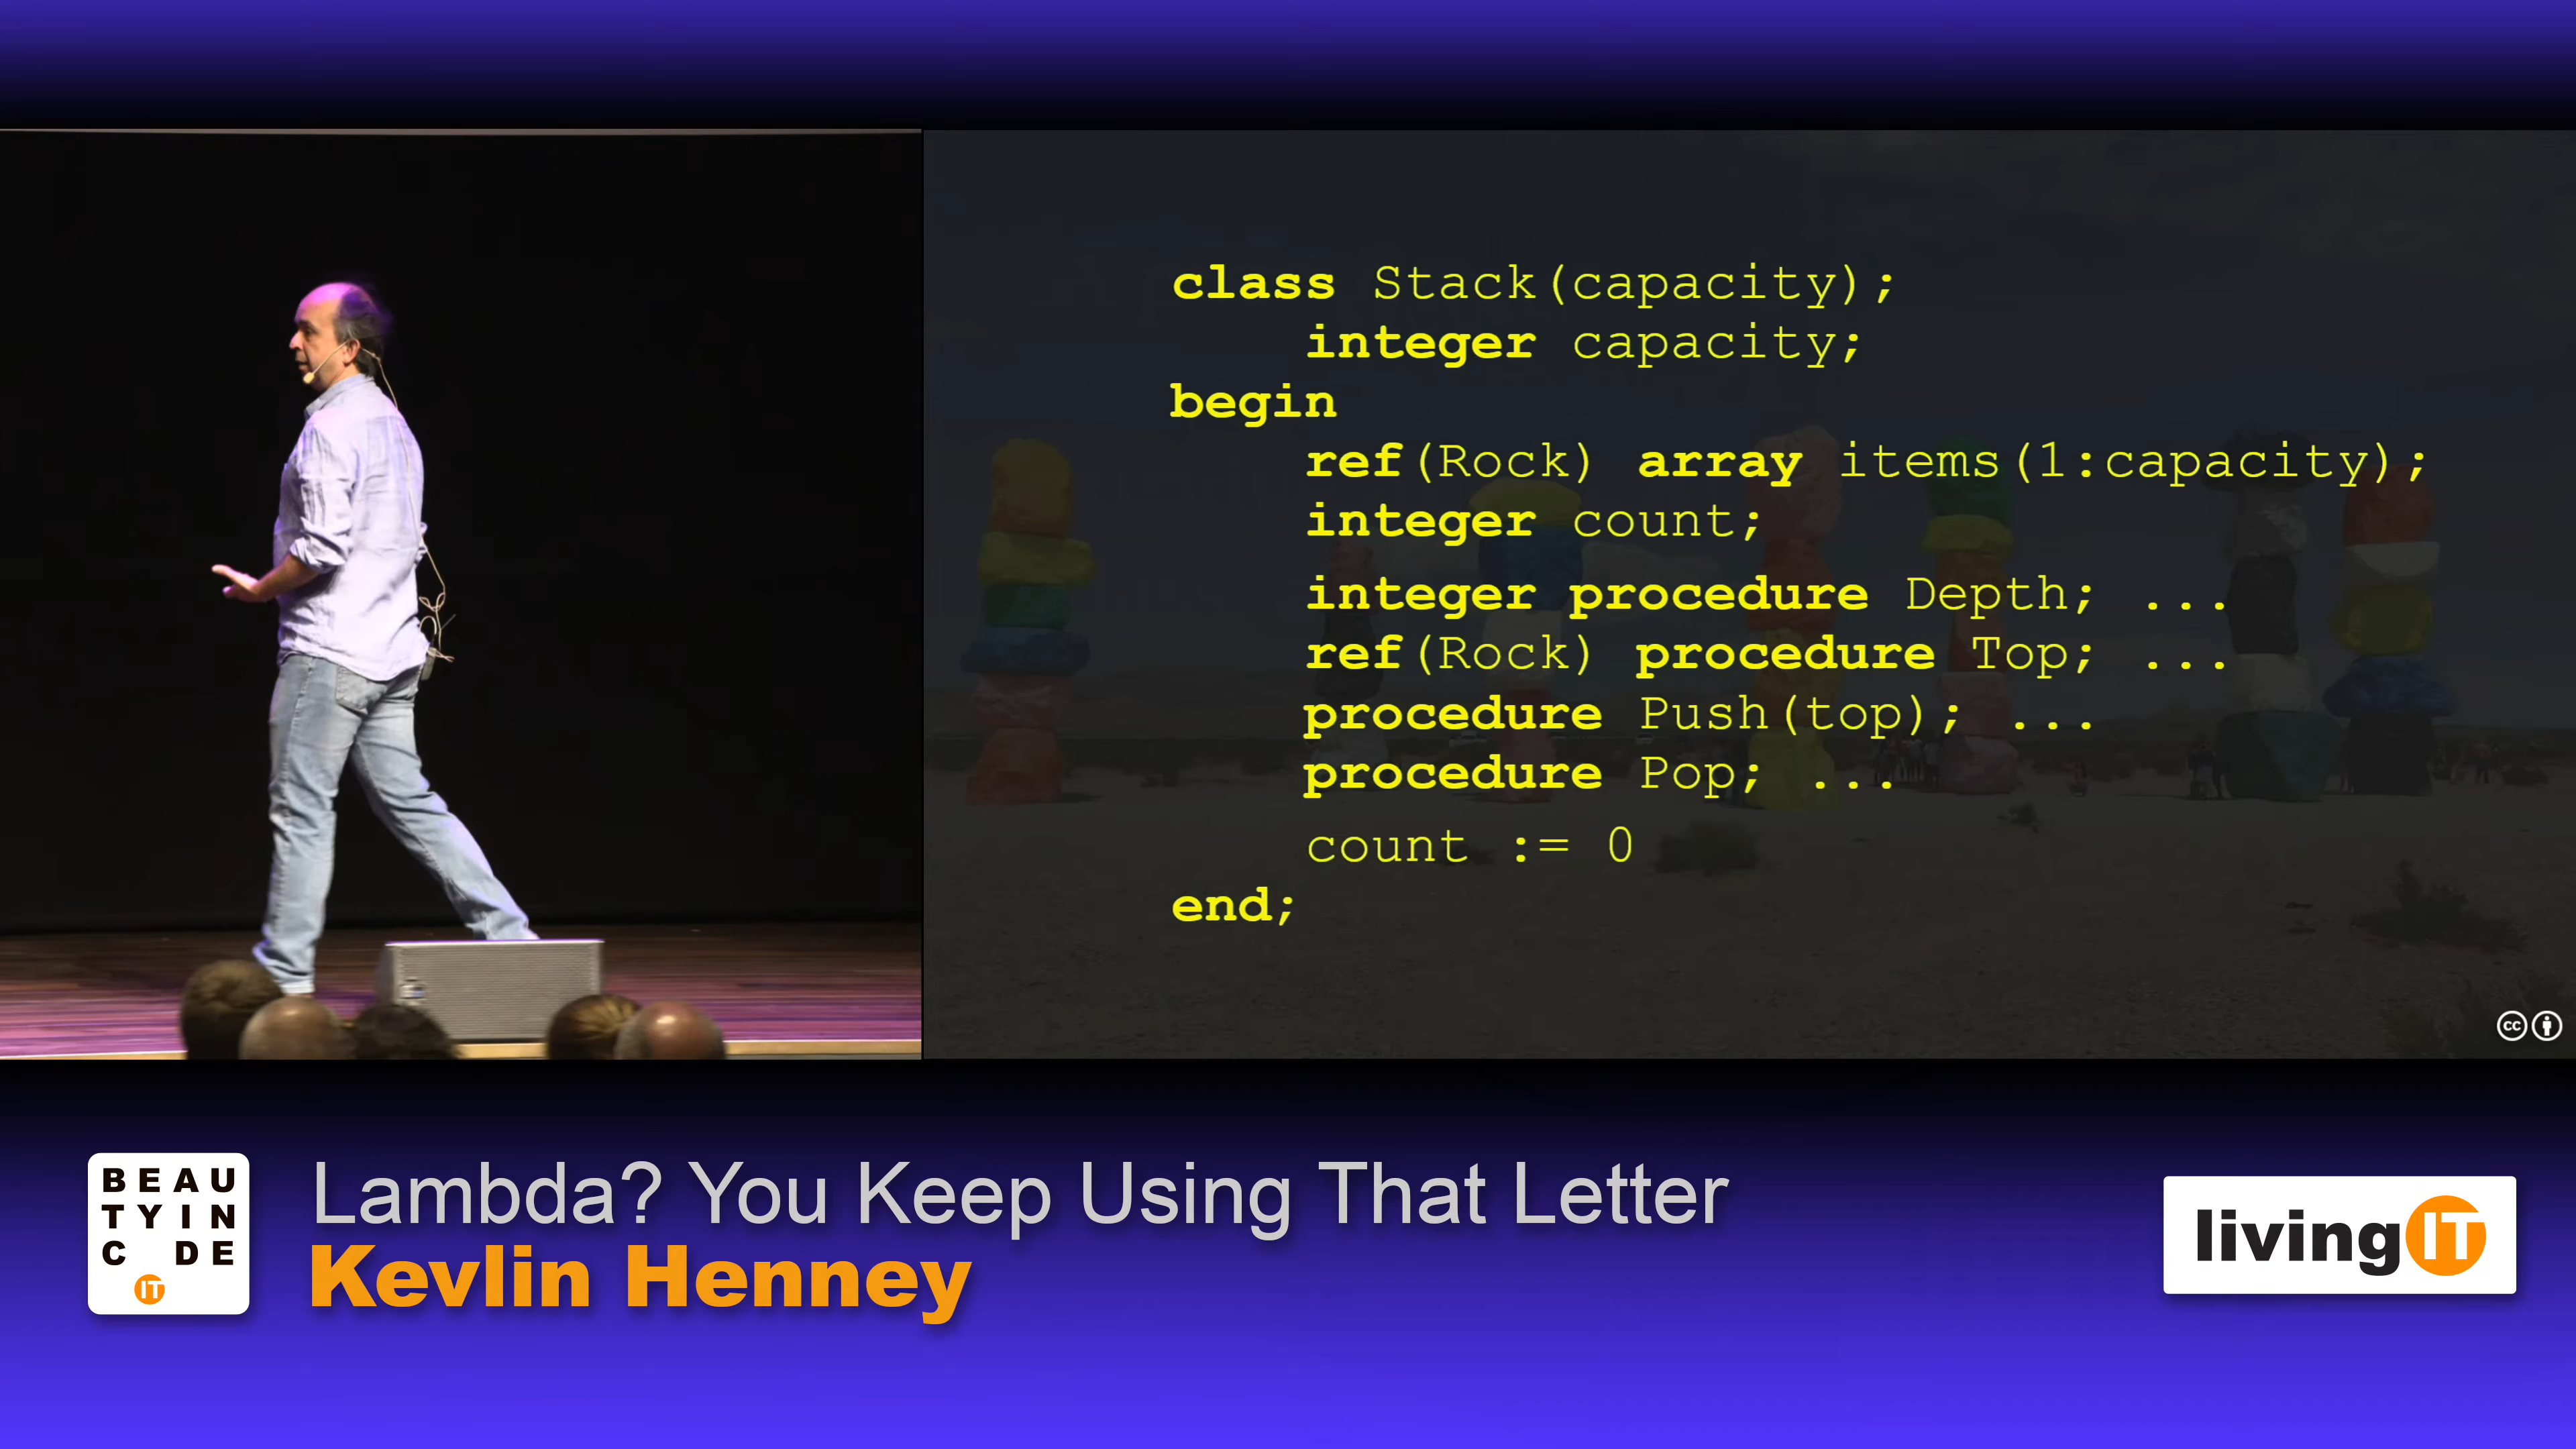 class Stack(capacity);
integer capacity;
begin
ref(Rock) array items(1:capacity);
integer count;
integer procedure Depth; ...
ref(Rock) procedure Top; ...
procedure Push(top); ...
procedure Pop; ...
count := 0
end;
cc
BEAU
TYIN
C DE
IT
Lambda? You Keep Using That Letter
Kevlin Henney
livingIT